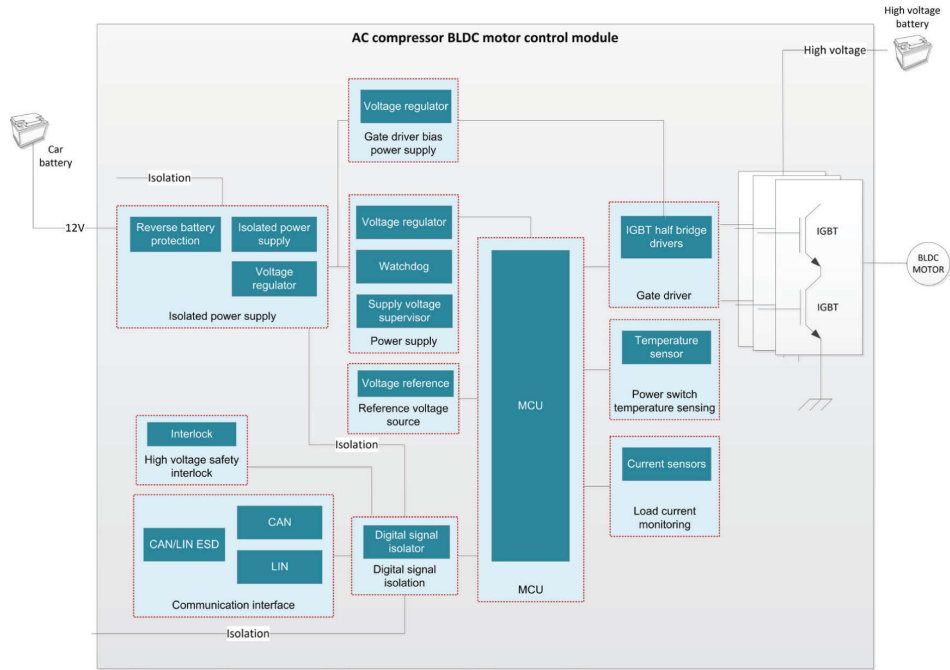 High voltage
battery
AC compressor BLDC motor control module
High voltage
Voltage regulator
Gate driver bias
power supply
Car
battery
Isolation
12V
Reverse battery
protection
Isolated power
supply
Voltage
regulator
Isolated power supply
Voltage regulator
Watchdog
Supply voltage
supervisor
Power supply
IGBT half bridge
drivers
Gate driver
IGBT
IGBT
BLDC
MOTOR
Voltage reference
Reference voltage
source
MCU
MCU
Temperature
sensor
Power switch
temperature sensing
Interlock
High voltage safety
interlock
Isolation
Current sensors
Load current
monitoring
CAN/LIN ESD
CAN
LIN
Communication interface
Digital signal
isolator
Digital signal
isolation
Isolation